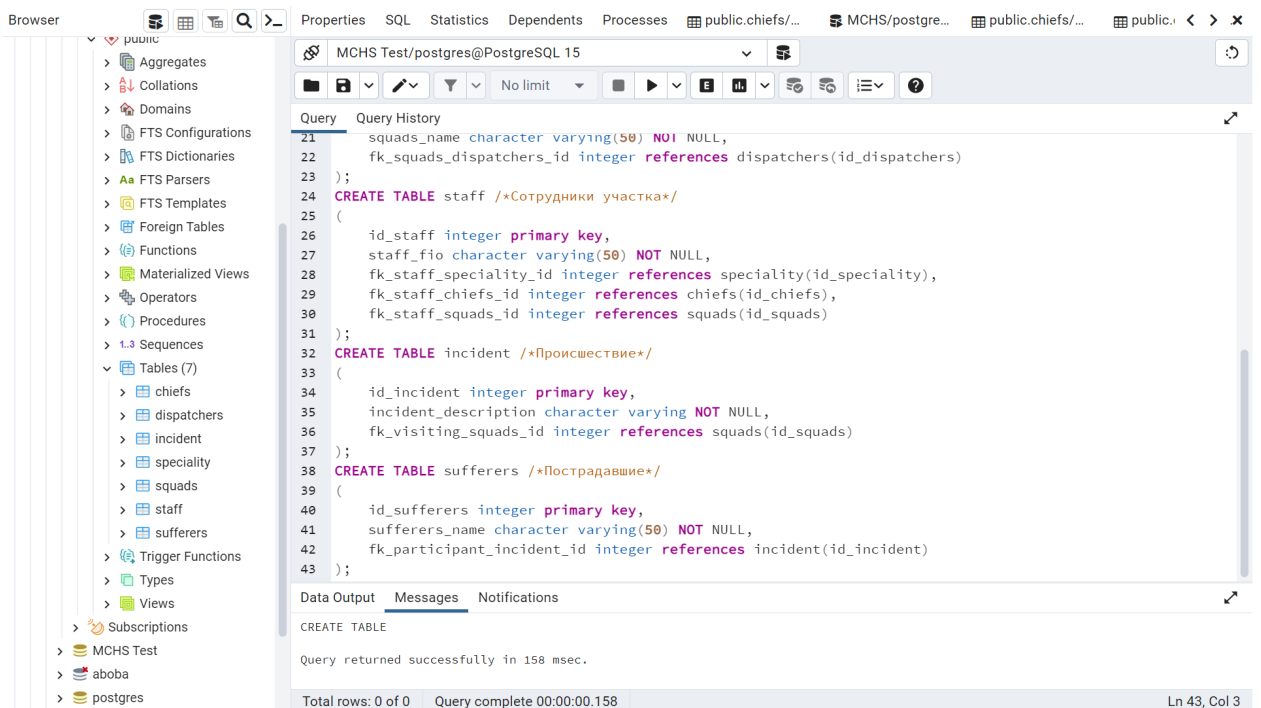 Browser
Properties SQL Statistics Dependents Processes public.chiefs/... MCHS/postgre... public.chiefs/... public.
public
Aggregates
Collations
Domains
FTS Configurations
FTS Dictionaries
Aa FTS Parsers
FTS Templates
Foreign Tables
Functions
Materialized Views
Operators
Procedures
1..3 Sequences
Tables (7)
chiefs
dispatchers
incident
speciality
squads
staff
sufferers
Trigger Functions
Types
Views
Subscriptions
MCHS Test
aboba
postgres
MCHS Test/postgres@PostgreSQL 15
No limit
E
Query Query History
21 squads_name character varying(50) NOT NULL,
22 fk_squads_dispatchers_id integer references dispatchers(id_dispatchers)
23 );
24 CREATE TABLE staff /*Сотрудники участка*/
25 (
26 id_staff integer primary key,
27 staff_fio character varying(50) NOT NULL,
28 fk_staff_speciality_id integer references speciality(id_speciality),
29 fk_staff_chiefs_id integer references chiefs(id_chiefs),
30 fk_staff_squads_id integer references squads(id_squads)
31 );
32 CREATE TABLE incident /*Происшествие*/
33 (
34 id_incident integer primary key,
35 incident_description character varying NOT NULL,
36 fk_visiting_squads_id integer references squads(id_squads)
37 );
38 CREATE TABLE sufferers /*Пострадавшие*/
39 (
40 id_sufferers integer primary key,
41 sufferers_name character varying(50) NOT NULL,
42 fk_participant_incident_id integer references incident(id_incident)
43 );
Data Output Messages Notifications
CREATE TABLE
Query returned successfully in 158 msec.
Total rows: 0 of 0 Query complete 00:00:00.158 Ln 43, Col 3